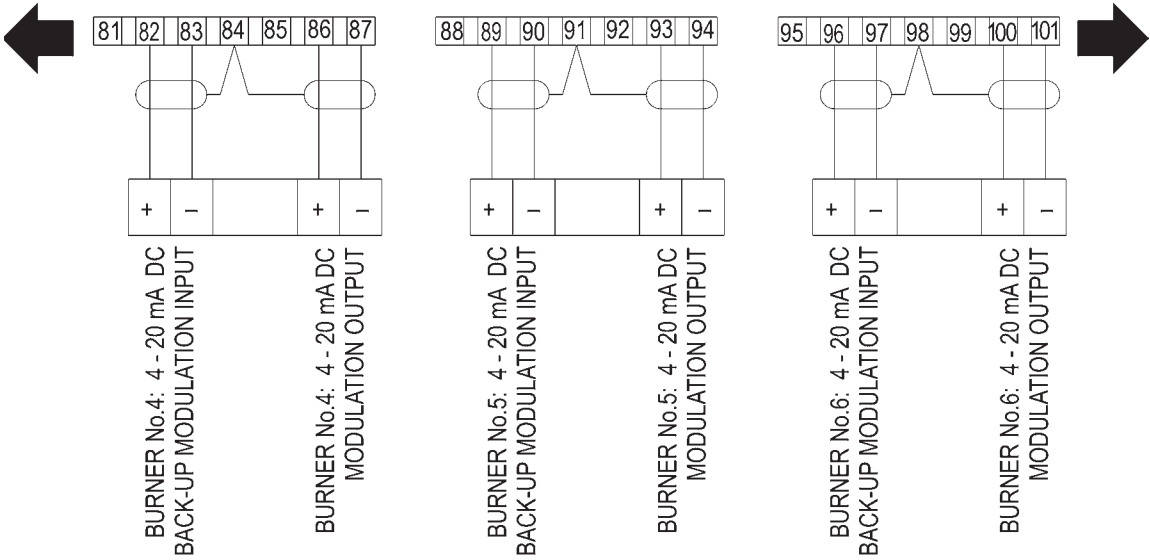 81 82 83 84 85 86 87
88 89 90 91 92 93 94
95 96 97 98 99 100 101
+ − + −
+ − + −
+ − + −
BURNER No.4: 4 - 20 mA DC
BACK-UP MODULATION INPUT
BURNER No.4: 4 - 20 mA DC
MODULATION OUTPUT
BURNER No.5: 4 - 20 mA DC
BACK-UP MODULATION INPUT
BURNER No.5: 4 - 20 mA DC
MODULATION OUTPUT
BURNER No.6: 4 - 20 mA DC
BACK-UP MODULATION INPUT
BURNER No.6: 4 - 20 mA DC
MODULATION OUTPUT